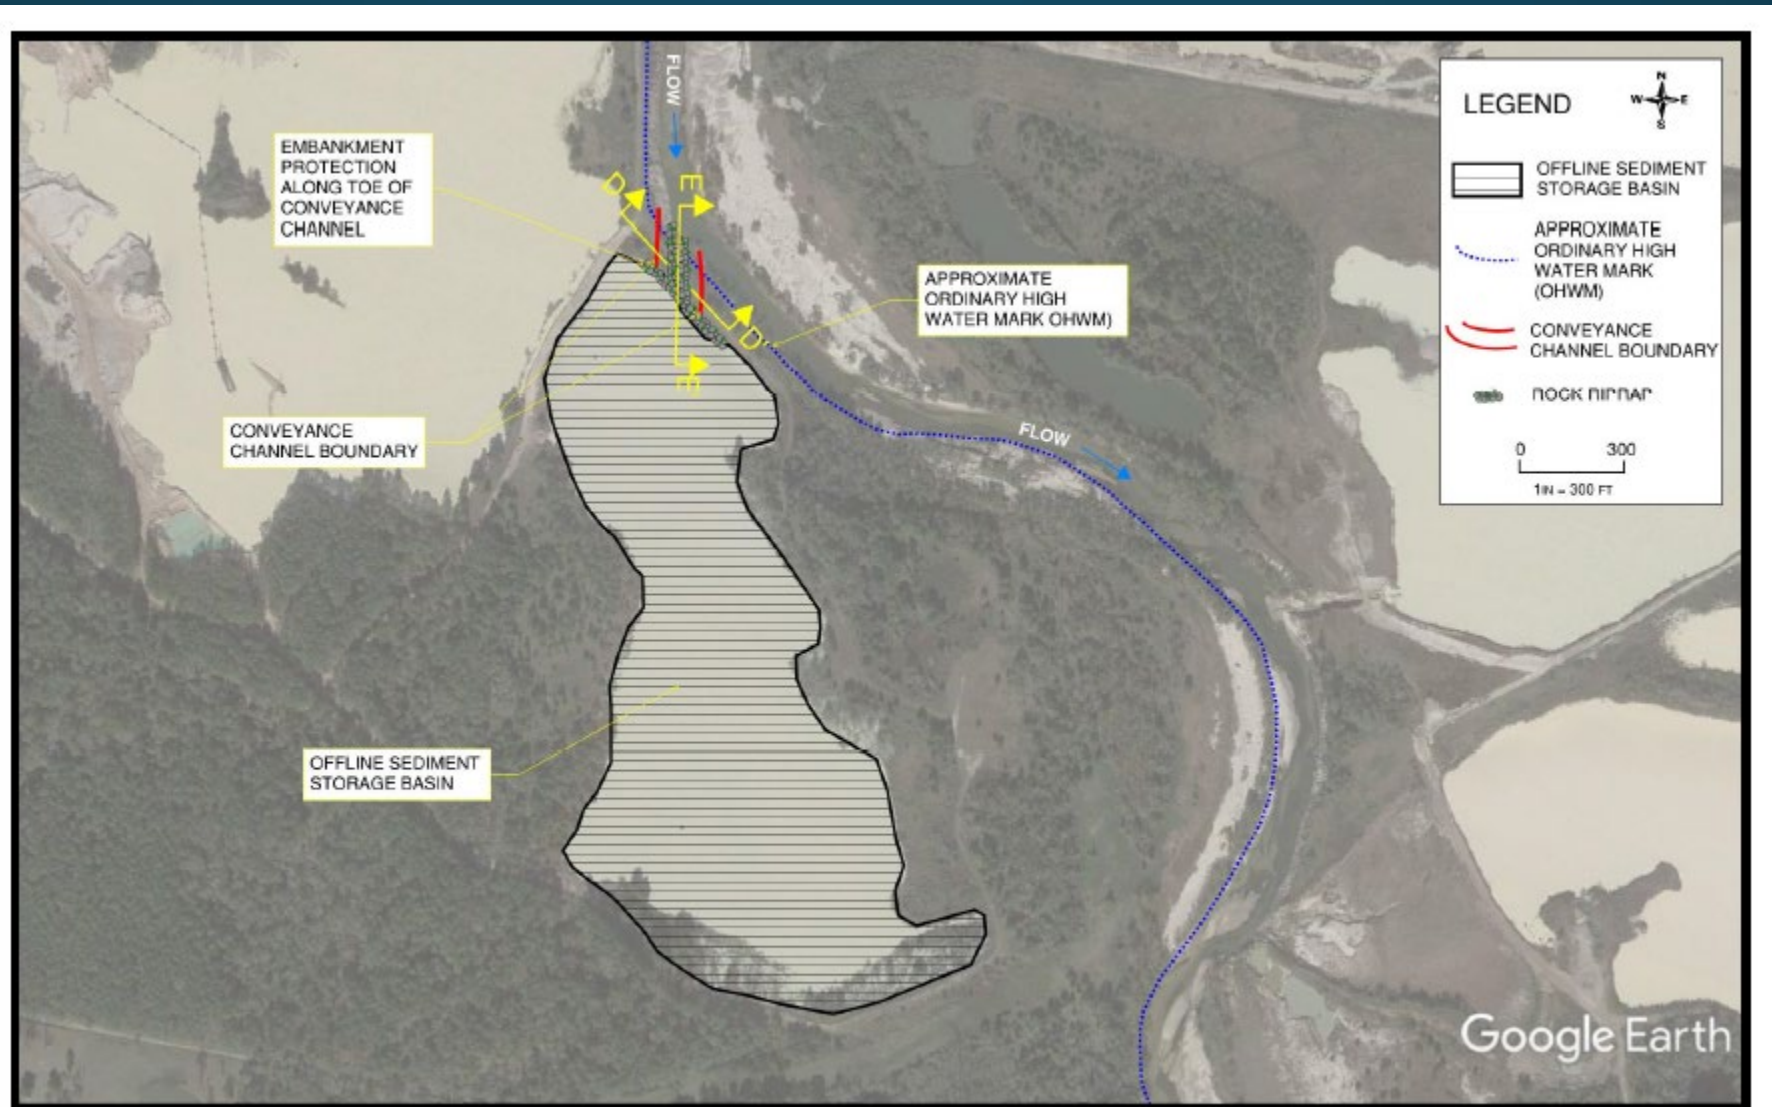 FLOW
EMBANKMENT
PROTECTION
ALONG TOE OF
CONVEYANCE
CHANNEL
D
E
D
E
APPROXIMATE
ORDINARY HIGH
WATER MARK OHWM)
CONVEYANCE
CHANNEL BOUNDARY
FLOW
OFFLINE SEDIMENT
STORAGE BASIN
LEGEND
N
W E
S
OFFLINE SEDIMENT
STORAGE BASIN
APPROXIMATE
ORDINARY HIGH
WATER MARK
(OHWM)
CONVEYANCE
CHANNEL BOUNDARY
ROCK RIPRAP
0 300
1IN = 300 FT
Google Earth